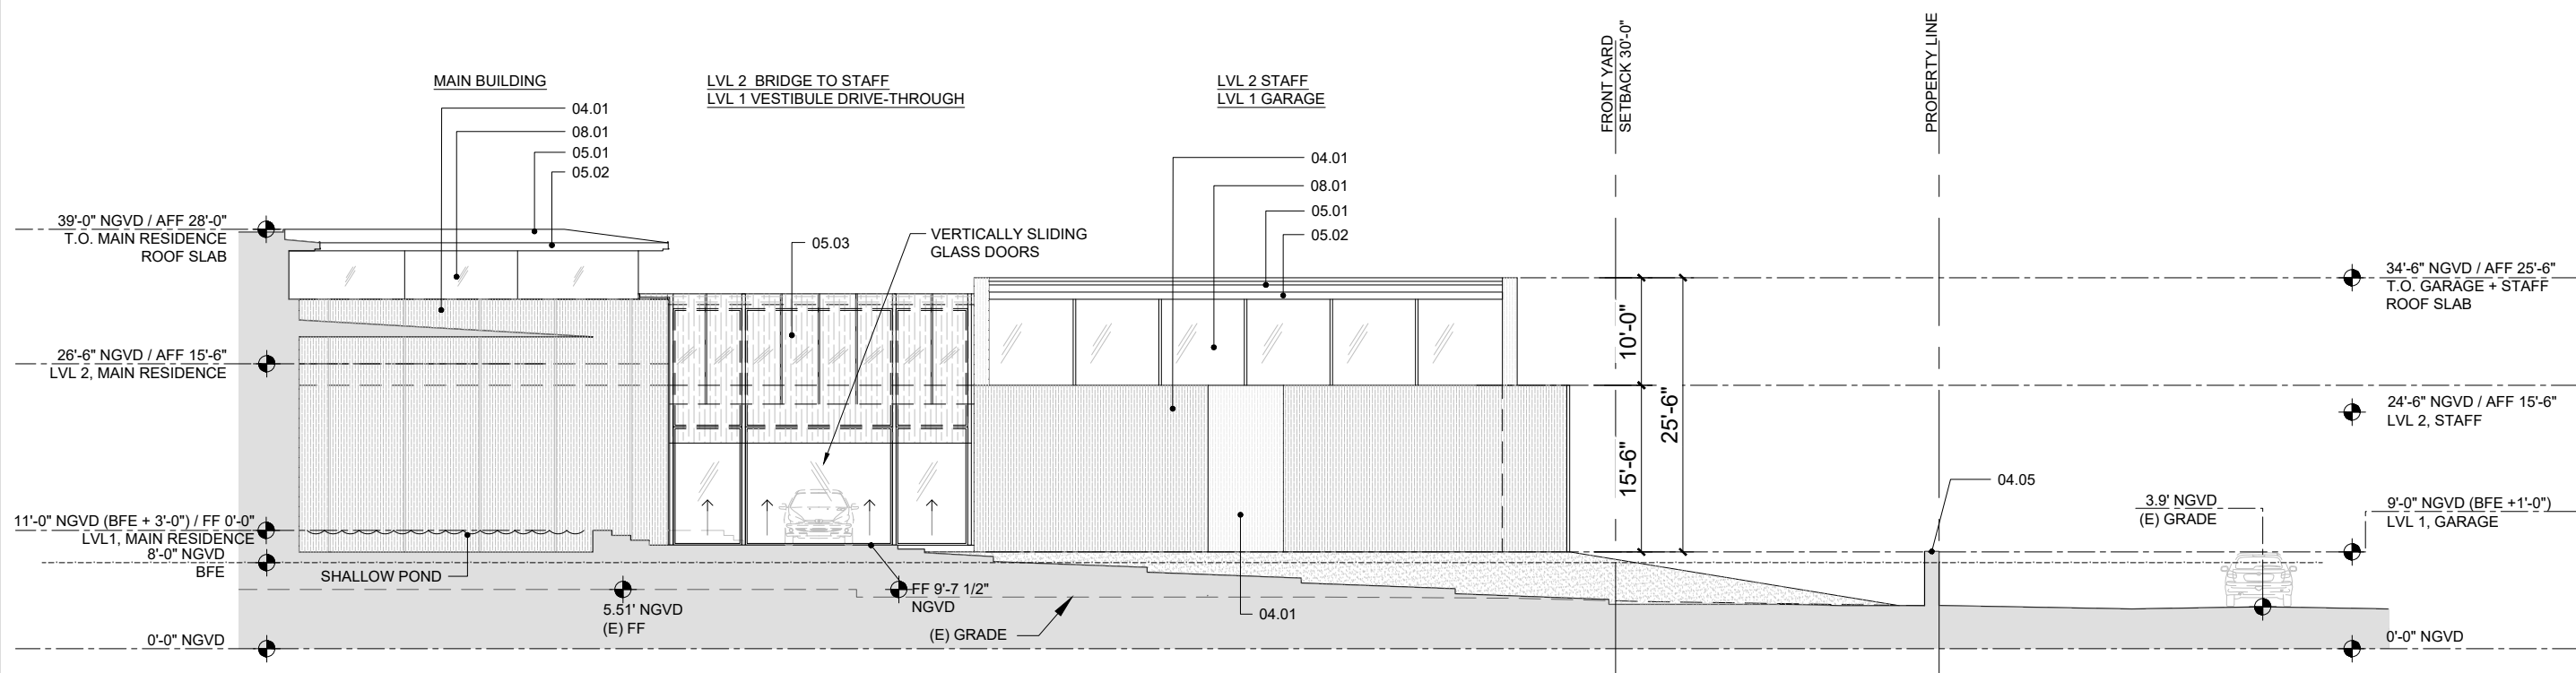 MAIN BUILDING
04.01
08.01
05.01
05.02
LVL 2 BRIDGE TO STAFF
LVL 1 VESTIBULE DRIVE-THROUGH
05.03
VERTICALLY SLIDING
GLASS DOORS
LVL 2 STAFF
LVL 1 GARAGE
04.01
08.01
05.01
05.02
FRONT YARD
SETBACK 30'-0"
PROPERTY LINE
39'-0" NGVD / AFF 28'-0"
T.O. MAIN RESIDENCE
ROOF SLAB
26'-6" NGVD / AFF 15'-6"
LVL 2, MAIN RESIDENCE
11'-0" NGVD (BFE + 3'-0") / FF 0'-0"
LVL1, MAIN RESIDENCE
8'-0" NGVD
BFE
0'-0" NGVD
SHALLOW POND
5.51' NGVD
(E) FF
FF 9'-7 1/2"
NGVD
(E) GRADE
04.01
10'-0"
15'-6"
25'-6"
04.05
3.9' NGVD
(E) GRADE
34'-6" NGVD / AFF 25'-6"
T.O. GARAGE + STAFF
ROOF SLAB
24'-6" NGVD / AFF 15'-6"
LVL 2, STAFF
9'-0" NGVD (BFE +1'-0")
LVL 1, GARAGE
0'-0" NGVD